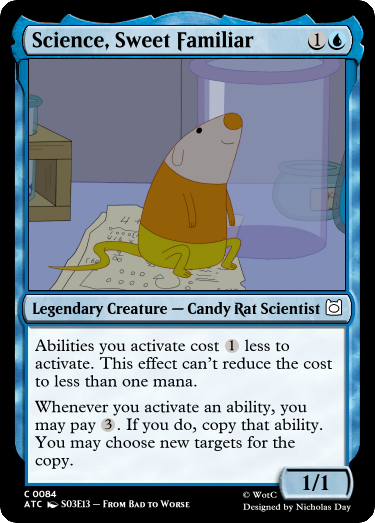 Science, Sweet Familiar 1
Legendary Creature — Candy Rat Scientist
Abilities you activate cost 1 less to
activate. This effect can't reduce the cost
to less than one mana.
Whenever you activate an ability, you
may pay 3. If you do, copy that ability.
You may choose new targets for the
copy.
1/1
C 0084
ATC S03E13 – From Bad to Worse
© WotC
Designed by Nicholas Day